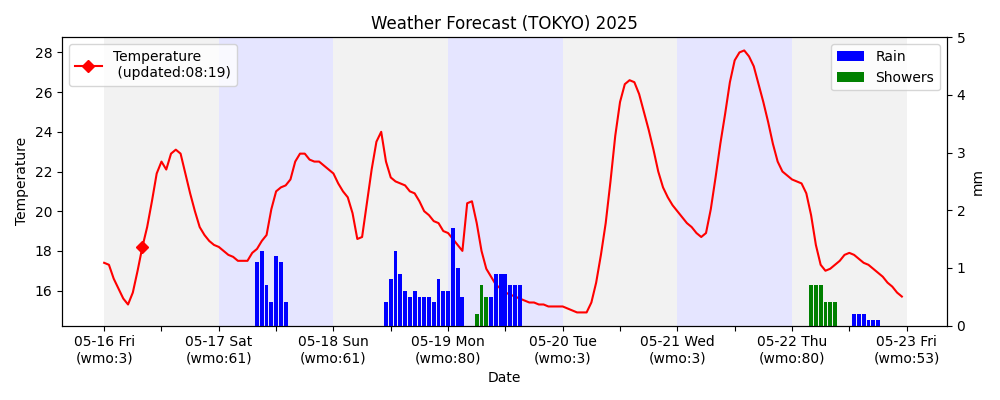 Weather Forecast (TOKYO) 2025
Temperature
(updated:08:19)
Rain
Showers
28
26
24
22
20
18
16
Temperature
5
4
3
2
1
0
mm
05-16 Fri
(wmo:3)
05-17 Sat
(wmo:61)
05-18 Sun
(wmo:61)
05-19 Mon
(wmo:80)
05-20 Tue
(wmo:3)
05-21 Wed
(wmo:3)
05-22 Thu
(wmo:80)
05-23 Fri
(wmo:53)
Date